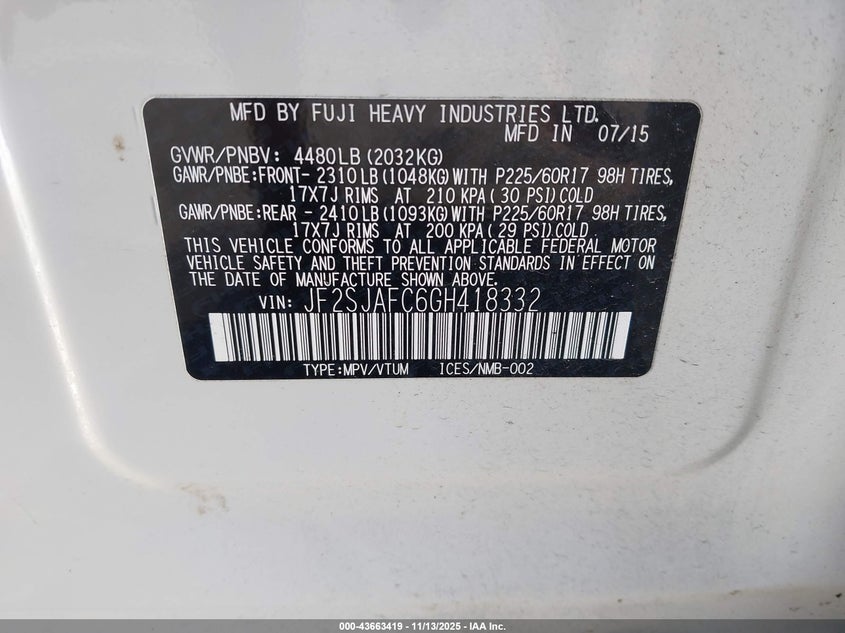 MFD BY FUJI HEAVY INDUSTRIES LTD.
MFD IN 07/15
GVWR/PNBV: 4480LB (2032KG)
GAWR/PNBE:FRONT- 2310LB (1048KG) WITH P225/60R17 98H TIRES,
17X7J RIMS AT 210 KPA ( 30 PSI) COLD
GAWR/PNBE:REAR - 2410LB (1093KG) WITH P225/60R17 98H TIRES,
17X7J RIMS AT 200 KPA ( 29 PSI) COLD
THIS VEHICLE CONFORMS TO ALL APPLICABLE FEDERAL MOTOR
VEHICLE SAFETY AND THEFT PREVENTION STANDARDS IN EFFECT ON
THE DATE OF MANUFACTURE SHOWN ABOVE.
VIN: JF2SJAFC6GH418332
TYPE:MPV/VTUM ICES/NMB-002
000-43663419 - 11/13/2025 - IAA Inc.